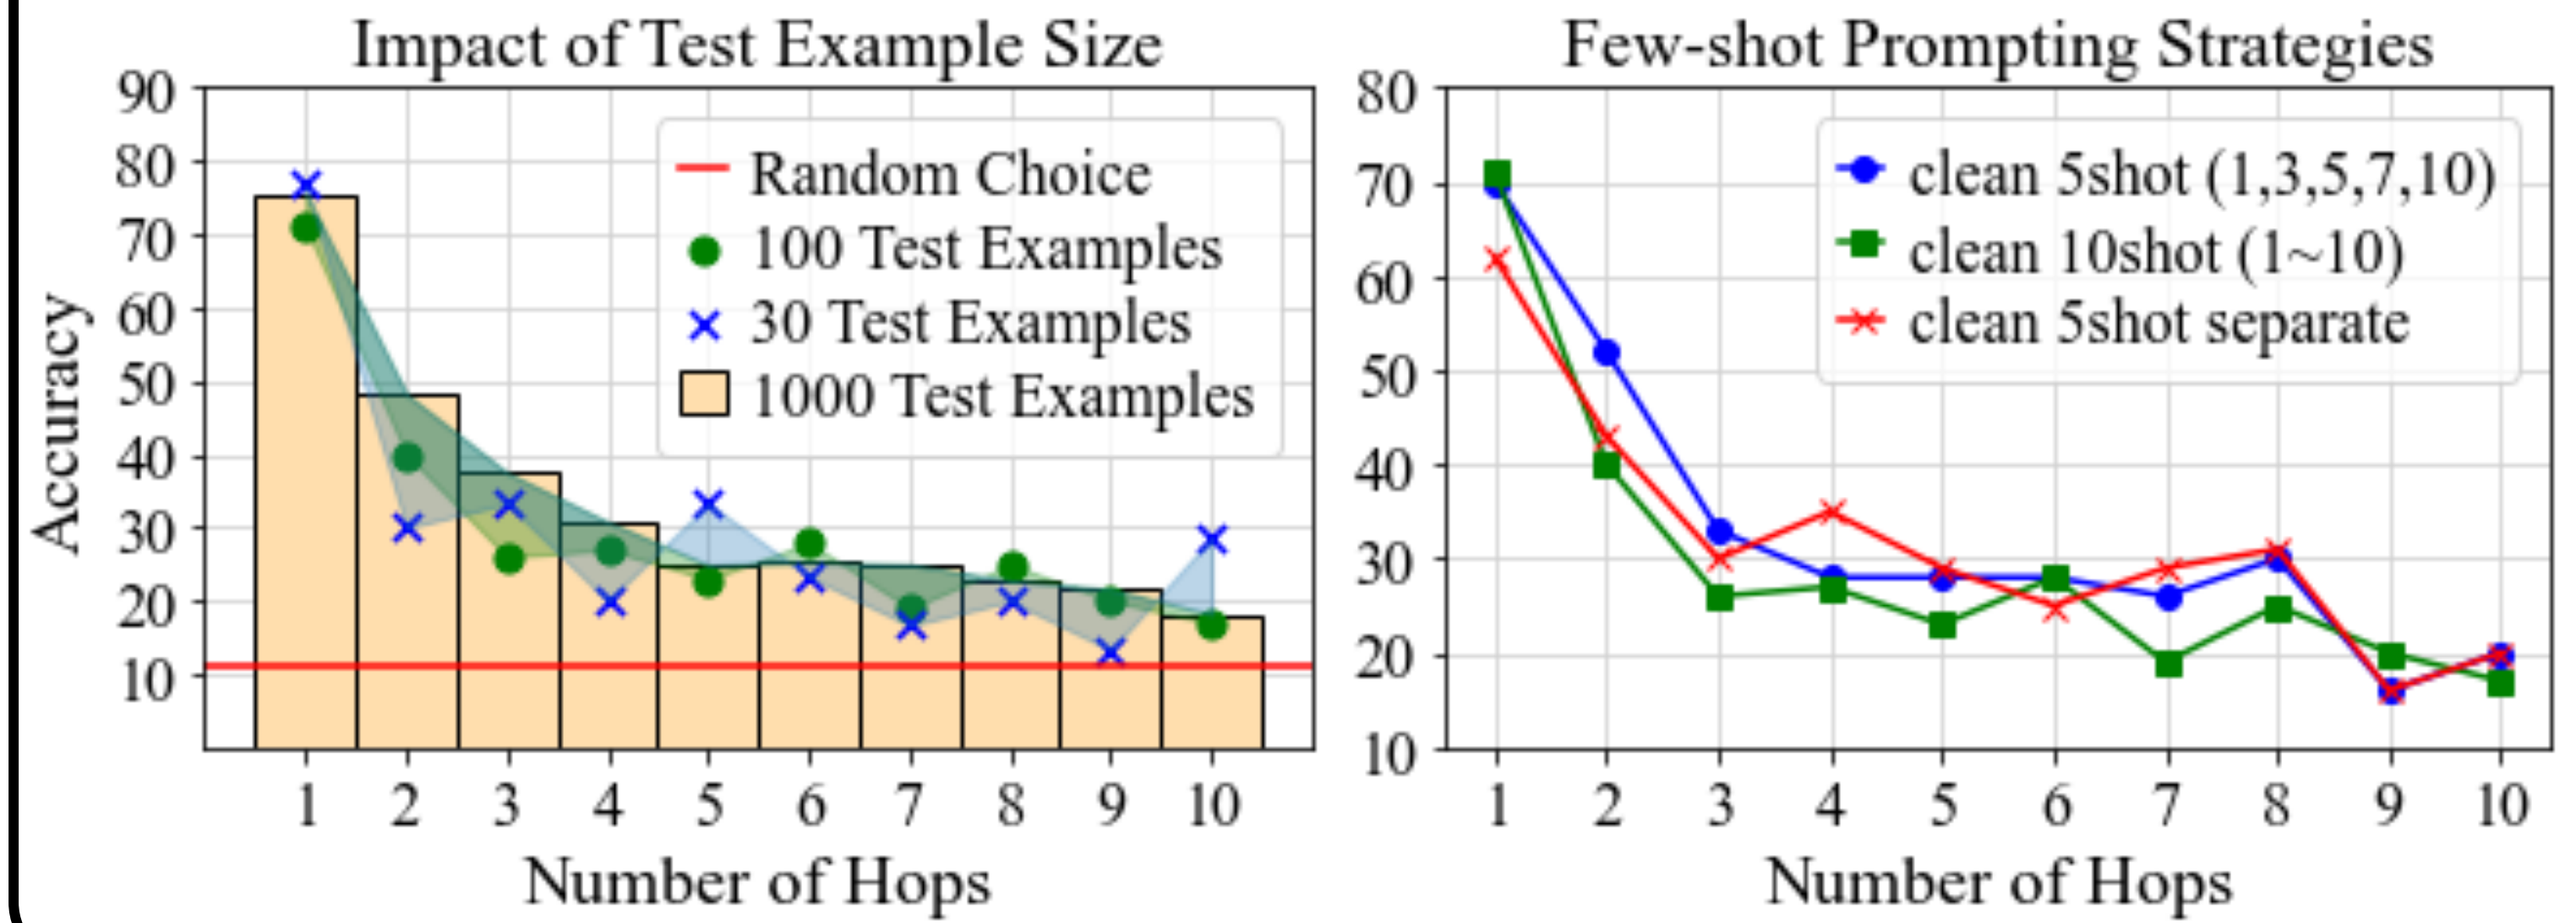 Impact of Test Example Size
Accuracy
90
80
70
60
50
40
30
20
10
Random Choice
100 Test Examples
30 Test Examples
1000 Test Examples
1 2 3 4 5 6 7 8 9 10
Number of Hops
Few-shot Prompting Strategies
80
70
60
50
40
30
20
10
clean 5shot (1,3,5,7,10)
clean 10shot (1~10)
clean 5shot separate
1 2 3 4 5 6 7 8 9 10
Number of Hops